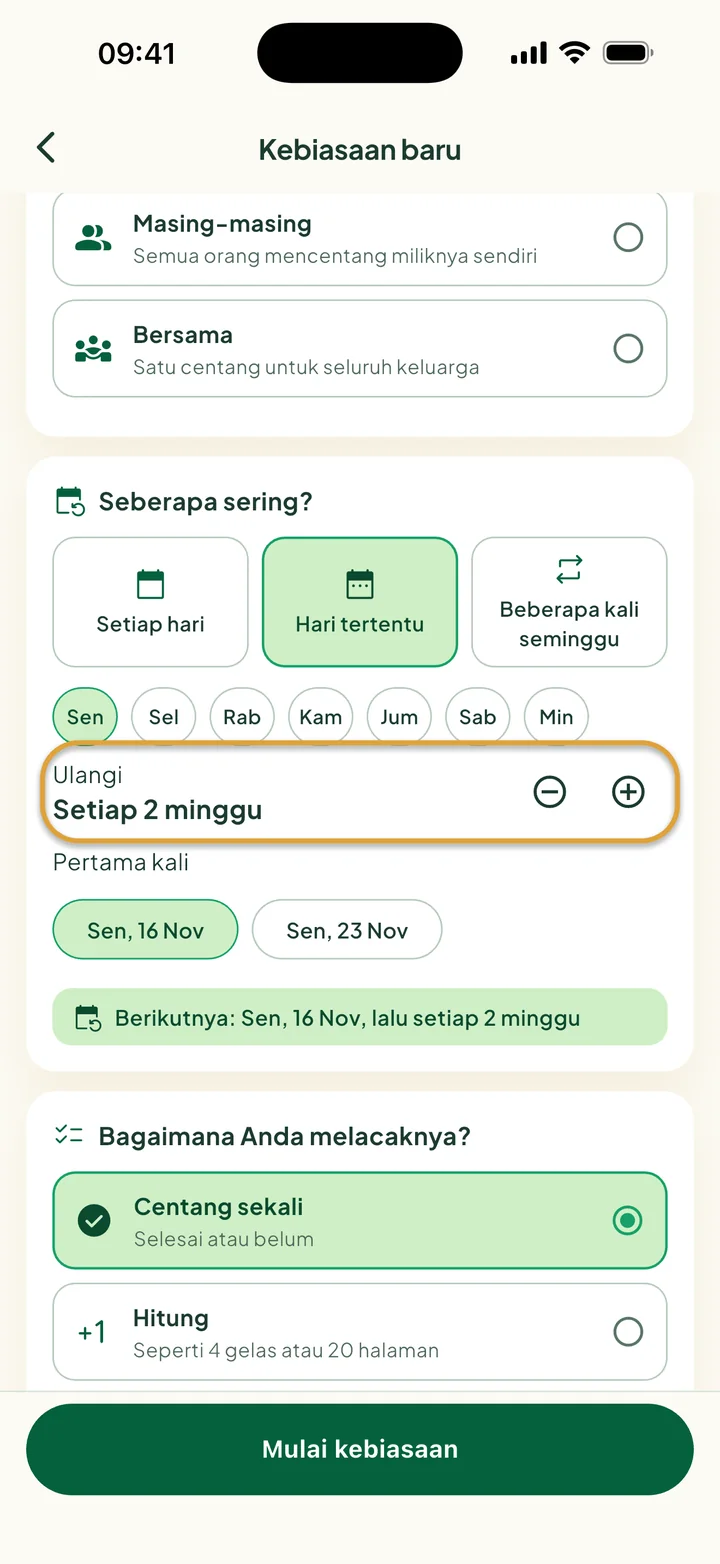 09:41
Kebiasaan baru
Masing-masing
Semua orang mencentang miliknya sendiri
Bersama
Satu centang untuk seluruh keluarga
Seberapa sering?
Setiap hari
Hari tertentu
Beberapa kali
seminggu
Sen
Sel
Rab
Kam
Jum
Sab
Min
Ulangi
Setiap 2 minggu
Pertama kali
Sen, 16 Nov
Sen, 23 Nov
Berikutnya: Sen, 16 Nov, lalu setiap 2 minggu
Bagaimana Anda melacaknya?
Centang sekali
Selesai atau belum
+1
Hitung
Seperti 4 gelas atau 20 halaman
Mulai kebiasaan